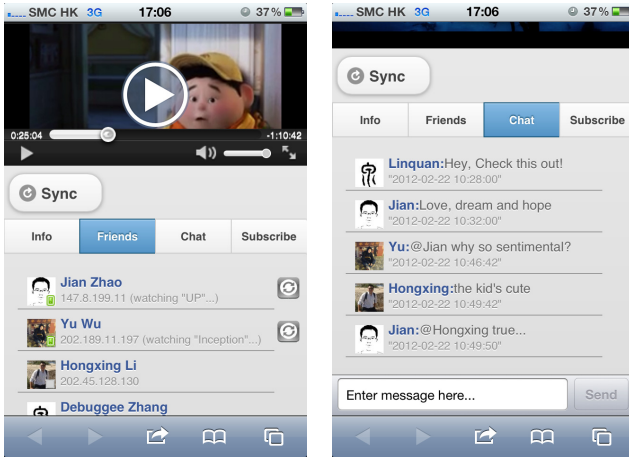 SMC HK 3G 17:06 37%
0:25:04 -1:10:42
Sync
Info Friends Chat Subscribe
Jian Zhao
147.8.199.11 (watching "UP"...)
Yu Wu
202.189.11.197 (watching "Inception"...)
Hongxing Li
202.45.128.130
Debuggee Zhang
SMC HK 3G 17:06 37%
Sync
Info Friends Chat Subscribe
Linquan:Hey, Check this out!
"2012-02-22 10:28:00"
Jian:Love, dream and hope
"2012-02-22 10:32:00"
Yu:@Jian why so sentimental?
"2012-02-22 10:46:42"
Hongxing:the kid's cute
"2012-02-22 10:49:42"
Jian:@Hongxing true...
"2012-02-22 10:49:50"
Enter message here... Send